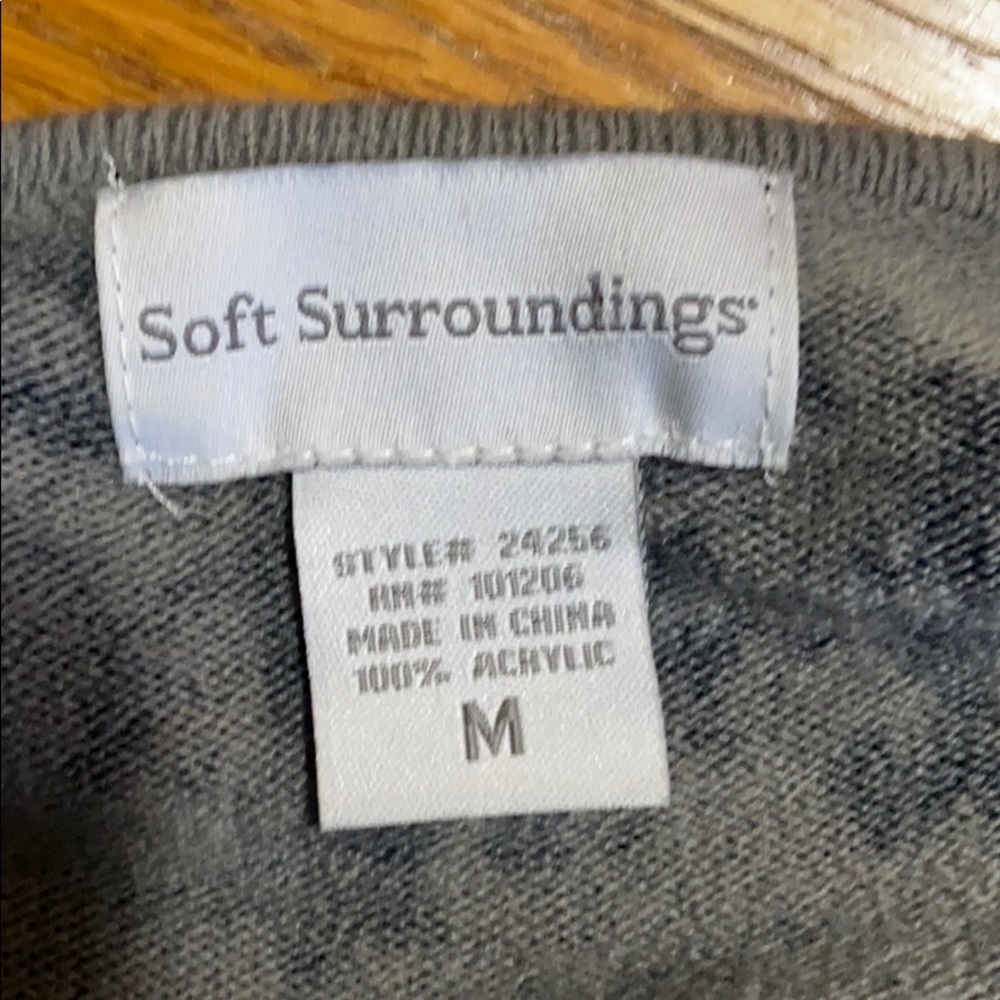 Soft Surroundings
STYLE# 24256
RN# 101206
MADE IN CHINA
100% ACRYLIC
M